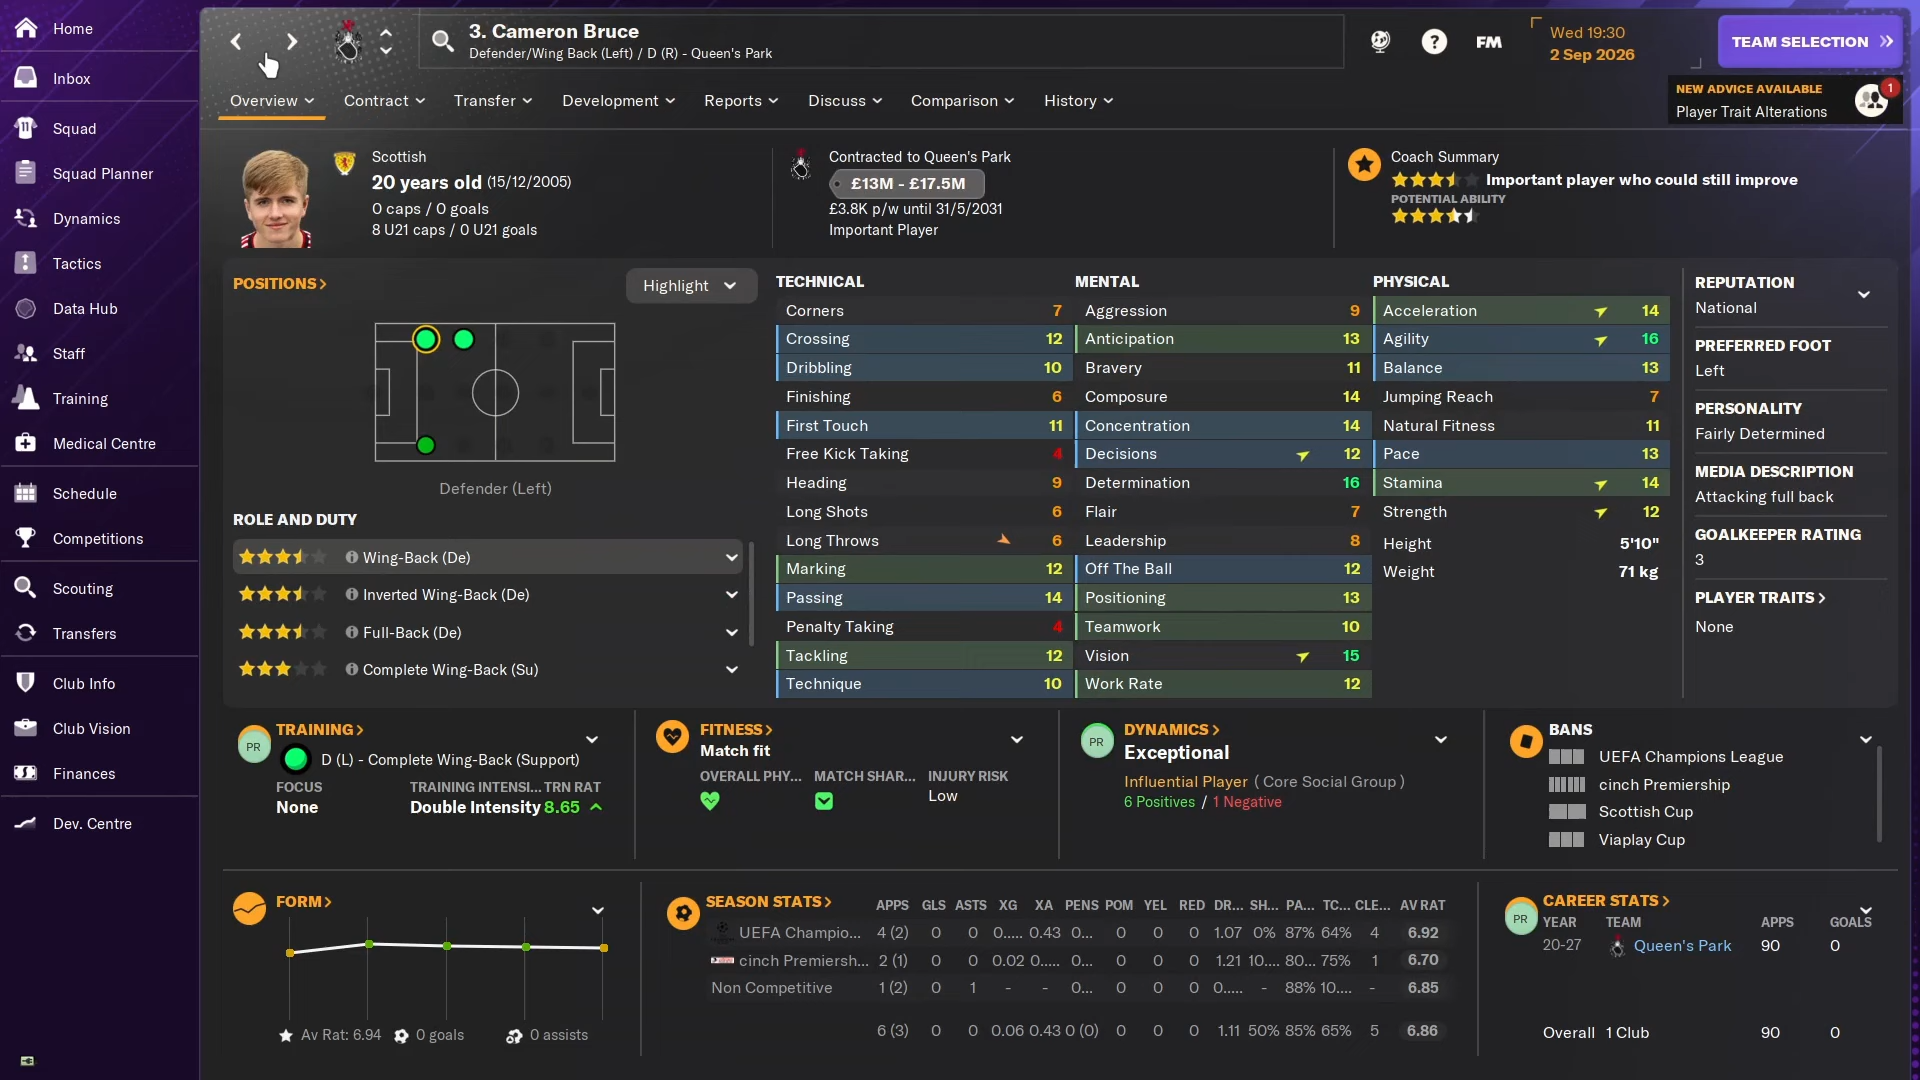 Home
Inbox
Squad
Squad Planner
Dynamics
Tactics
Data Hub
Staff
Training
Medical Centre
Schedule
Competitions
Scouting
Transfers
Club Info
Club Vision
Finances
Dev. Centre
3. Cameron Bruce
Defender/Wing Back (Left) / D (R) - Queen's Park
?
FM
Wed 19:30
2 Sep 2026
TEAM SELECTION
Overview Contract Transfer Development Reports Discuss Comparison History
NEW ADVICE AVAILABLE
Player Trait Alterations
1
Scottish
20 years old (15/12/2005)
0 caps / 0 goals
8 U21 caps / 0 U21 goals
Contracted to Queen's Park
£13M - £17.5M
£3.8K p/w until 31/5/2031
Important Player
Coach Summary
Important player who could still improve
POTENTIAL ABILITY
POSITIONS
Highlight
Defender (Left)
ROLE AND DUTY
Wing-Back (De)
Inverted Wing-Back (De)
Full-Back (De)
Complete Wing-Back (Su)
TECHNICAL
Corners 7
Crossing 12
Dribbling 10
Finishing 6
First Touch 11
Free Kick Taking 4
Heading 9
Long Shots 6
Long Throws 6
Marking 12
Passing 14
Penalty Taking 4
Tackling 12
Technique 10
MENTAL
Aggression 9
Anticipation 13
Bravery 11
Composure 14
Concentration 14
Decisions 12
Determination 16
Flair 7
Leadership 8
Off The Ball 12
Positioning 13
Teamwork 10
Vision 15
Work Rate 12
PHYSICAL
Acceleration 14
Agility 16
Balance 13
Jumping Reach 7
Natural Fitness 11
Pace 13
Stamina 14
Strength 12
Height 5'10"
Weight 71 kg
REPUTATION
National
PREFERRED FOOT
Left
PERSONALITY
Fairly Determined
MEDIA DESCRIPTION
Attacking full back
GOALKEEPER RATING
3
PLAYER TRAITS
None
PR
TRAINING
D (L) - Complete Wing-Back (Support)
FOCUS TRAINING INTENSI... TRN RAT
None Double Intensity 8.65
FITNESS
Match fit
OVERALL PHY... MATCH SHAR... INJURY RISK
Low
PR
DYNAMICS
Exceptional
Influential Player ( Core Social Group )
6 Positives / 1 Negative
BANS
UEFA Champions League
cinch Premiership
Scottish Cup
Viaplay Cup
FORM
Av Rat: 6.94 0 goals 0 assists
SEASON STATS APPS GLS ASTS XG XA PENS POM YEL RED DR... SH... PA... TC... CLE... AV RAT
UEFA Champio... 4 (2) 0 0 0..... 0.43 0... 0 0 0 1.07 0% 87% 64% 4 6.92
cinch Premiersh... 2 (1) 0 0 0.02 0..... 0... 0 0 0 1.21 10.... 80... 75% 1 6.70
Non Competitive 1 (2) 0 1 - - 0... 0 0 0 0..... - 88% 10.... - 6.85
6 (3) 0 0 0.06 0.43 0 (0) 0 0 0 1.11 50% 85% 65% 5 6.86
PR
CAREER STATS
YEAR TEAM APPS GOALS
20-27 Queen's Park 90 0
Overall 1 Club 90 0